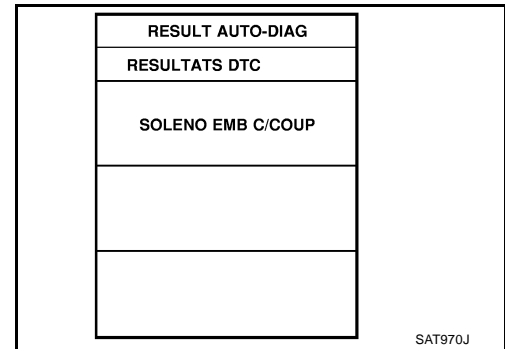 RESULT AUTO-DIAG
RESULTATS DTC
SOLENO EMB C/COUP
SAT970J